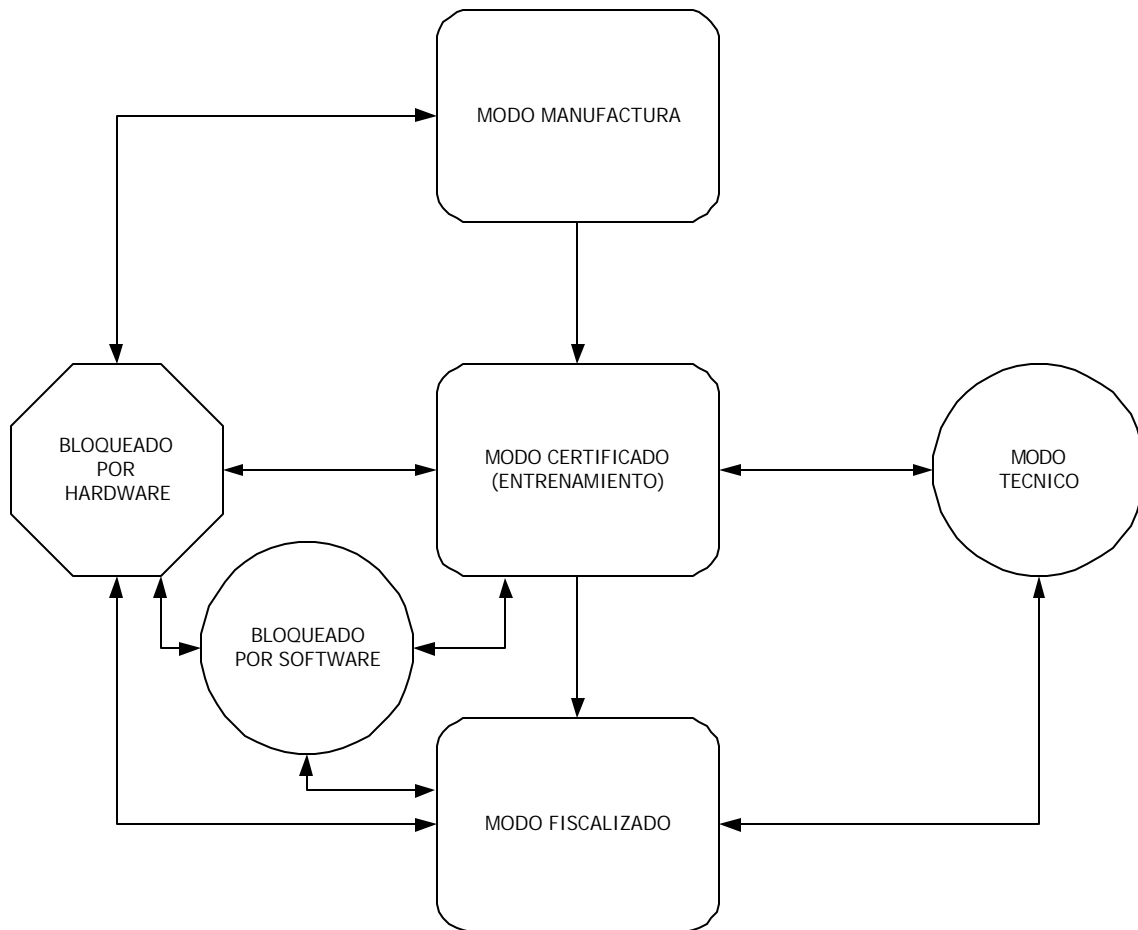 MODO MANUFACTURA
BLOQUEADO
POR
HARDWARE
MODO CERTIFICADO
(ENTRENAMIENTO)
MODO
TECNICO
BLOQUEADO
POR SOFTWARE
MODO FISCALIZADO